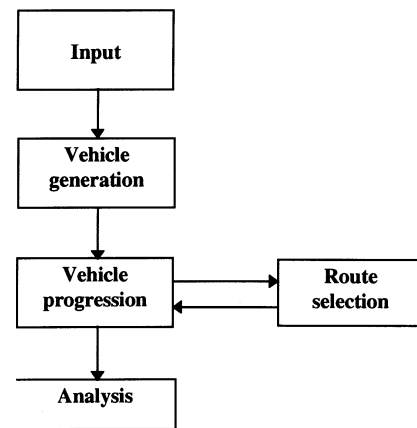 Input
Vehicle
generation
Vehicle
progression
Route
selection
Analysis